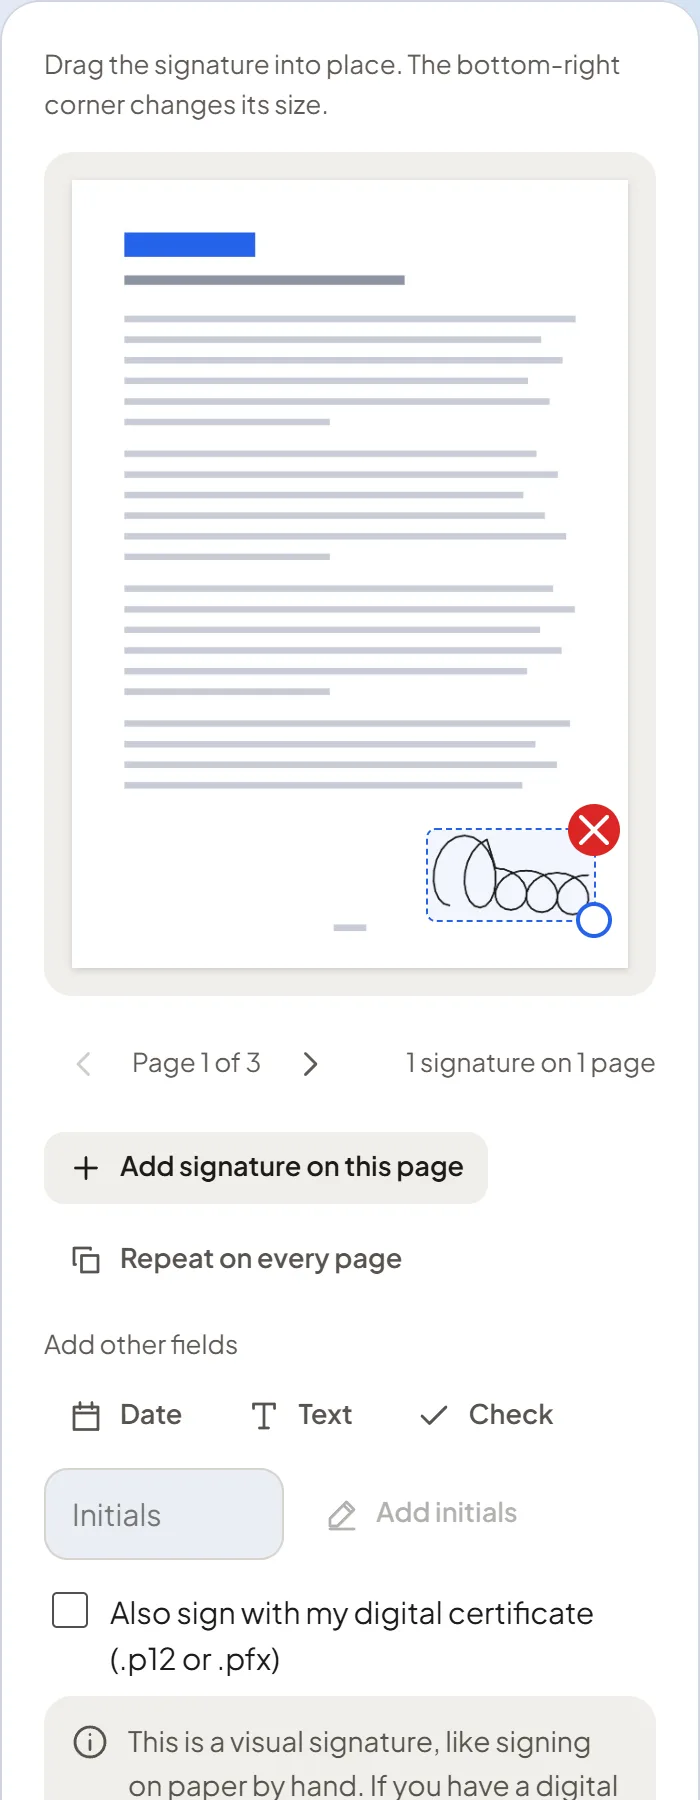 Drag the signature into place. The bottom-right
corner changes its size.
Page 1 of 3
1 signature on 1 page
Add signature on this page
Repeat on every page
Add other fields
Date
Text
Check
Initials
Add initials
Also sign with my digital certificate
(.p12 or .pfx)
This is a visual signature, like signing
on paper by hand. If you have a digital